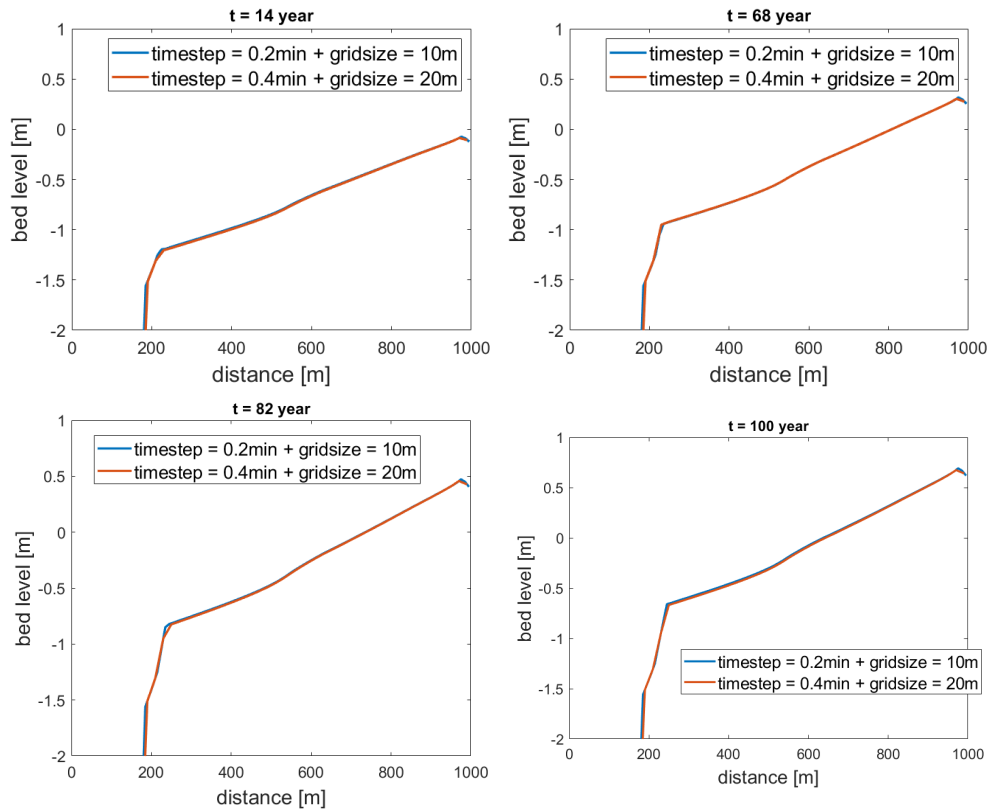 t = 14 year
1
timestep = 0.2min + gridsize = 10m
0.5
timestep = 0.4min + gridsize = 20m
0
-0.5
-1
-1.5
-2
bed level [m]
0 200 400 600 800 1000
distance [m]
t = 68 year
1
timestep = 0.2min + gridsize = 10m
0.5
timestep = 0.4min + gridsize = 20m
0
-0.5
-1
-1.5
-2
bed level [m]
0 200 400 600 800 1000
distance [m]
t = 82 year
1
timestep = 0.2min + gridsize = 10m
timestep = 0.4min + gridsize = 20m
0.5
0
-0.5
-1
-1.5
-2
bed level [m]
0 200 400 600 800 1000
distance [m]
t = 100 year
1
0.5
0
-0.5
-1
-1.5
-2
bed level [m]
timestep = 0.2min + gridsize = 10m
timestep = 0.4min + gridsize = 20m
0 200 400 600 800 1000
distance [m]